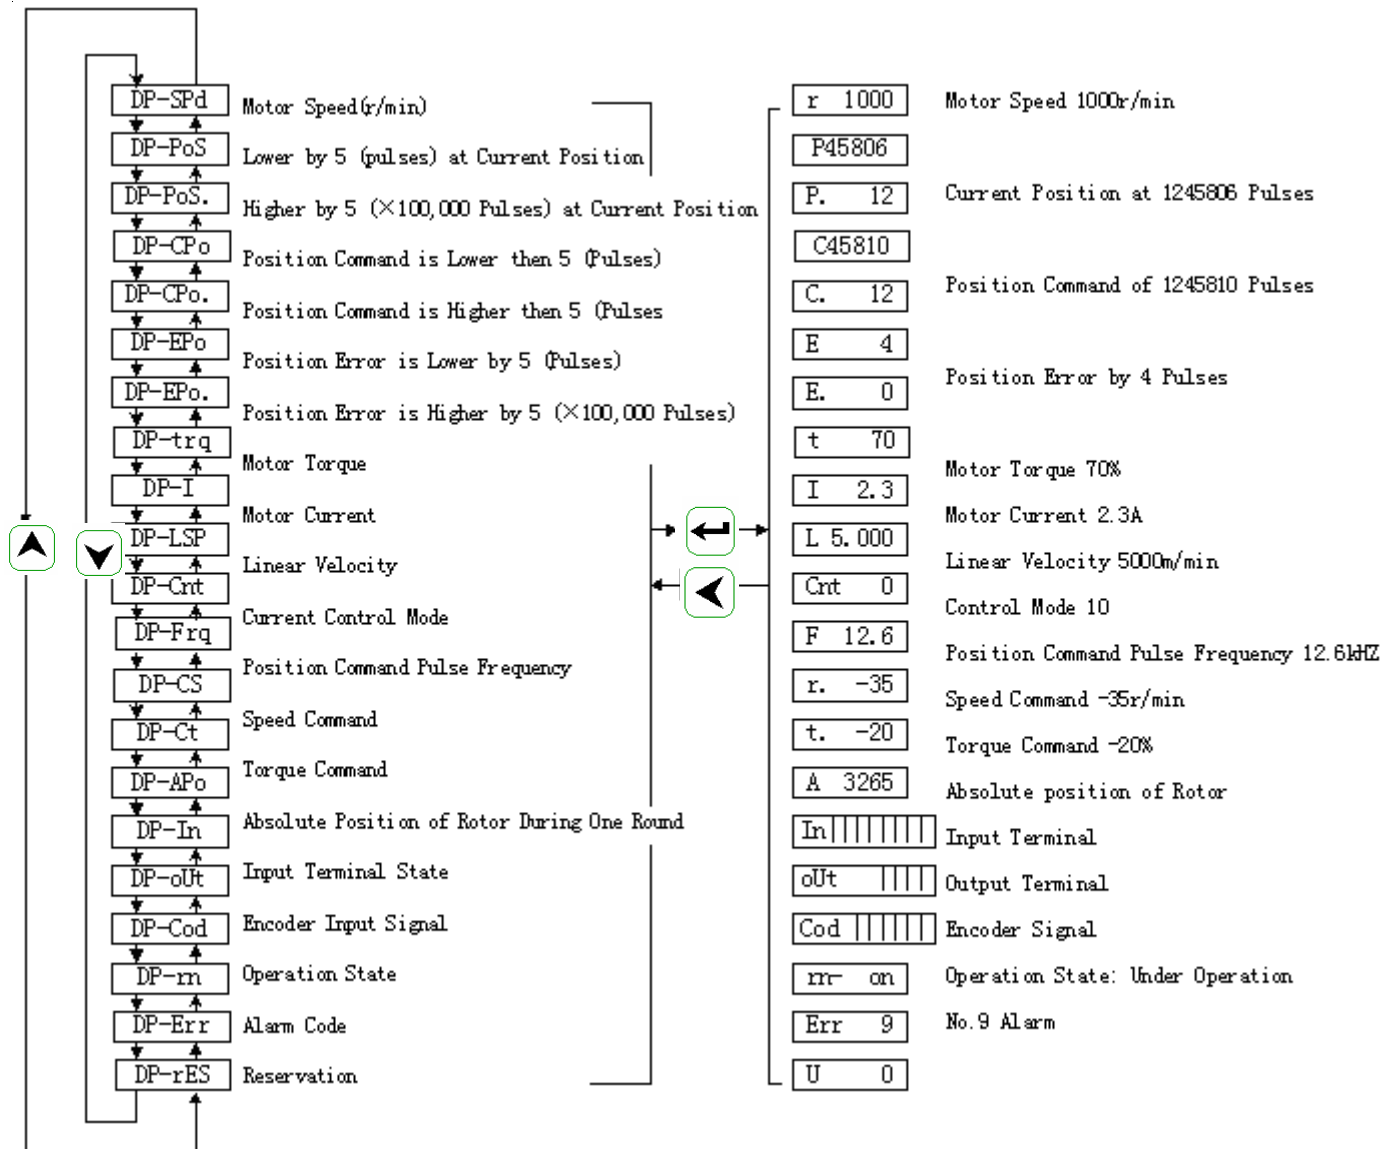 DP-SPd Motor Speed(r/min)
DP-PoS Lower by 5 (pulses) at Current Position
DP-PoS. Higher by 5 (×100,000 Pulses) at Current Position
DP-CPo Position Command is Lower then 5 (Pulses)
DP-CPo. Position Command is Higher then 5 (Pulses
DP-EPo Position Error is Lower by 5 (Pulses)
DP-EPo. Position Error is Higher by 5 (×100,000 Pulses)
DP-trq Motor Torque
DP-I Motor Current
DP-LSP Linear Velocity
DP-Cnt Current Control Mode
DP-Frq Position Command Pulse Frequency
DP-CS Speed Command
DP-Ct Torque Command
DP-APo Absolute Position of Rotor During One Round
DP-In Input Terminal State
DP-oUt Encoder Input Signal
DP-Cod Operation State
DP-rn Alarm Code
DP-Err Reservation
DP-rES
r 1000 Motor Speed 1000r/min
P45806
P. 12 Current Position at 1245806 Pulses
C45810
C. 12 Position Command of 1245810 Pulses
E 4
E. 0 Position Error by 4 Pulses
t 70 Motor Torque 70%
I 2.3 Motor Current 2.3A
L 5.000 Linear Velocity 5000m/min
Cnt 0 Control Mode 10
F 12.6 Position Command Pulse Frequency 12.6kHZ
r. -35 Speed Command -35r/min
t. -20 Torque Command -20%
A 3265 Absolute position of Rotor
In Input Terminal
oUt Output Terminal
Cod Encoder Signal
rn- on Operation State: Under Operation
Err 9 No.9 Alarm
U 0